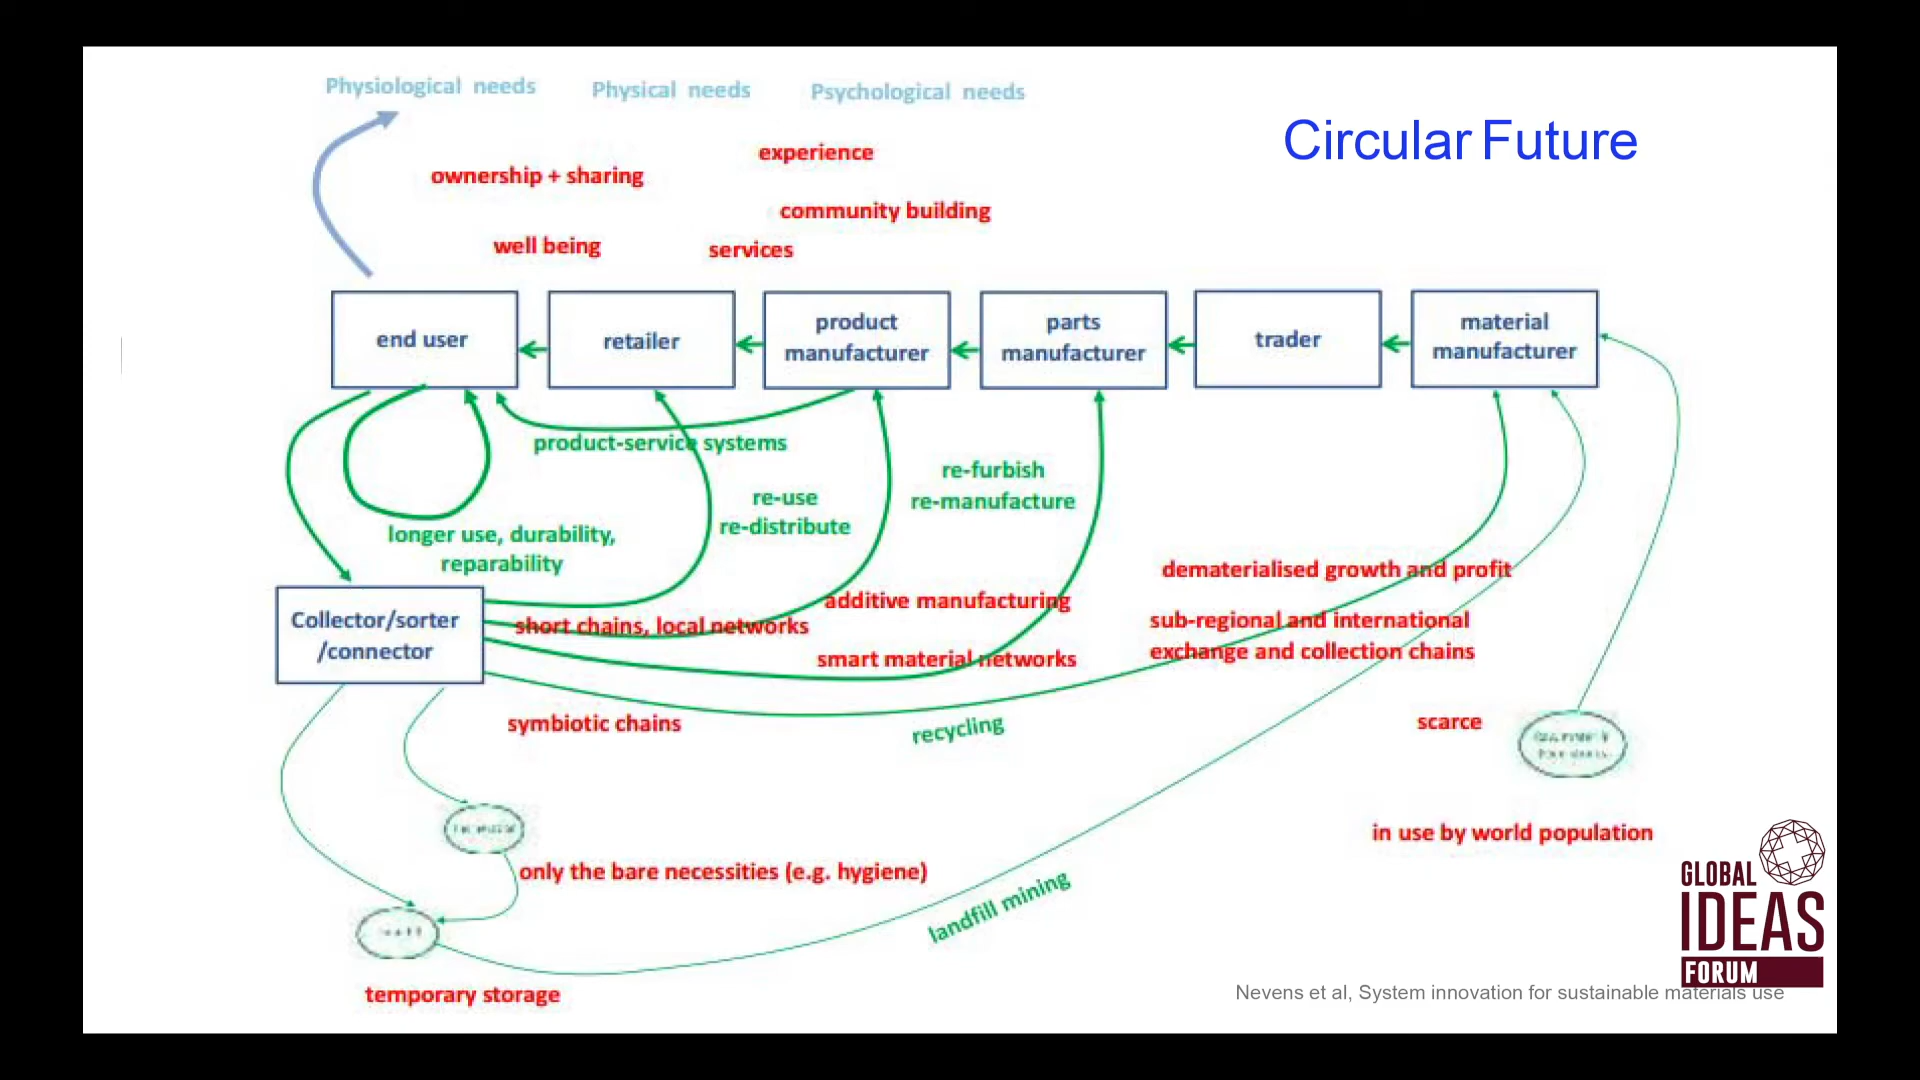 Physiological needs
Physical needs
Psychological needs
Circular Future
experience
ownership + sharing
community building
well being
services
end user
retailer
product
manufacturer
parts
manufacturer
trader
material
manufacturer
product-service systems
re-furbish
re-manufacture
re-use
re-distribute
longer use, durability,
reparability
dematerialised growth and profit
additive manufacturing
Collector/sorter
/connector
short chains, local networks
sub-regional and international
exchange and collection chains
smart material networks
symbiotic chains
recycling
scarce
in use by world population
only the bare necessities (e.g. hygiene)
landfill mining
temporary storage
GLOBAL
IDEAS
FORUM
Nevens et al, System innovation for sustainable materials use